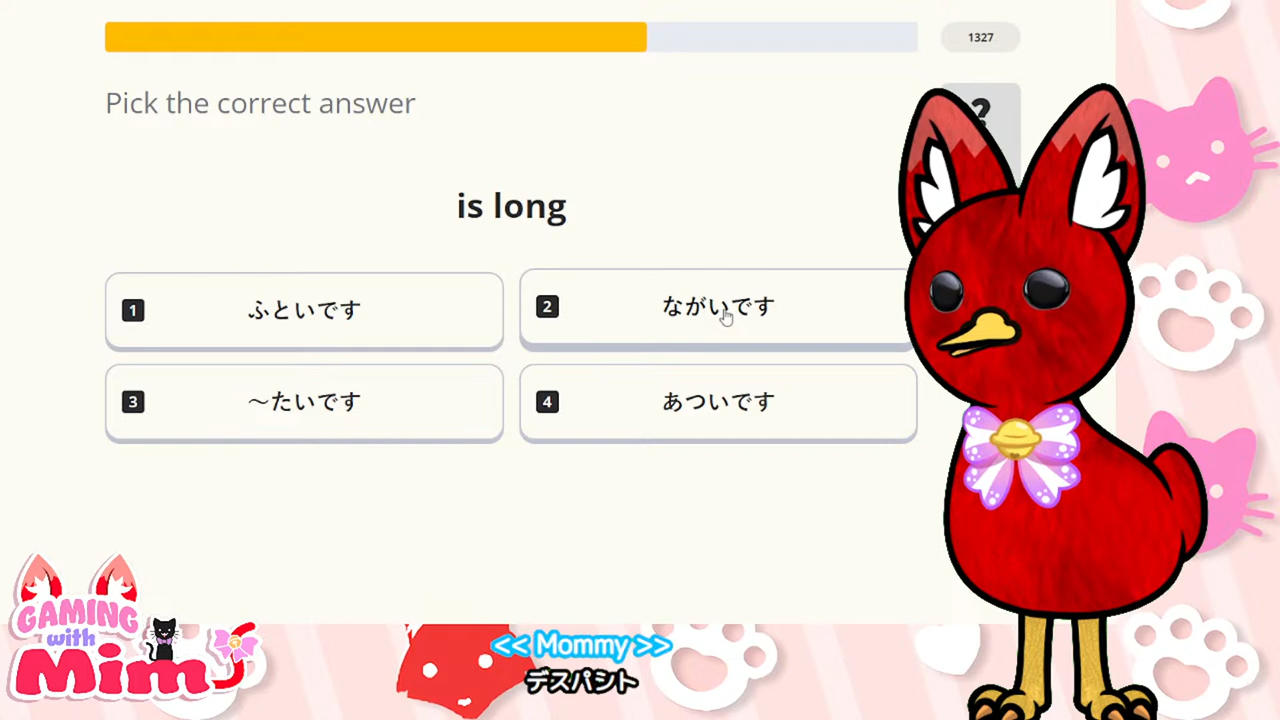 1327
Pick the correct answer
?
is long
1 ふといです
2 ながいです
3 〜たいです
4 あついです
GAMING
with
Mim
<< Mommy >>
デスパシト